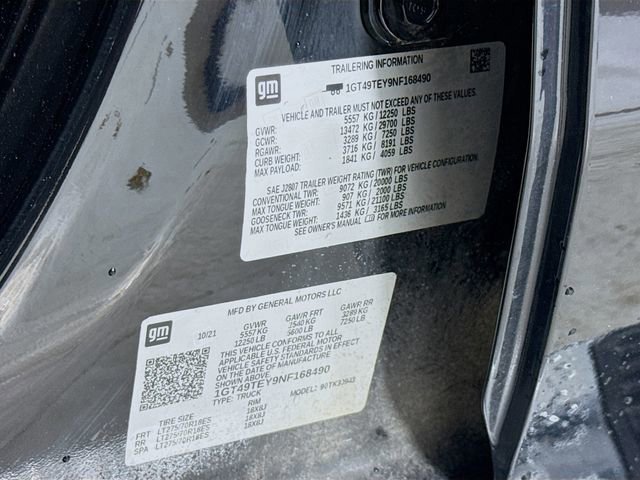 gm
TRAILERING INFORMATION
1GT49TEY9NF168490
VEHICLE AND TRAILER MUST NOT EXCEED ANY OF THESE VALUES.
GVWR: 5557 KG / 12250 LBS
GCWR: 13472 KG / 29700 LBS
RGAWR: 3289 KG / 7250 LBS
CURB WEIGHT: 3716 KG / 8191 LBS
MAX PAYLOAD: 1841 KG / 4059 LBS
SAE J2807 TRAILER WEIGHT RATING (TWR) FOR VEHICLE CONFIGURATION.
CONVENTIONAL TWR: 9072 KG / 20000 LBS
MAX TONGUE WEIGHT: 907 KG / 2000 LBS
GOOSENECK TWR: 9571 KG / 21100 LBS
MAX TONGUE WEIGHT: 1436 KG / 3165 LBS
SEE OWNER'S MANUAL FOR MORE INFORMATION
gm
MFD BY GENERAL MOTORS LLC
10/21 GVWR GAWR FRT GAWR RR
5557 KG 2540 KG 3289 KG
12250 LB 5600 LB 7250 LB
THIS VEHICLE CONFORMS TO ALL
APPLICABLE U.S. FEDERAL MOTOR
VEHICLE SAFETY STANDARDS IN EFFECT
ON THE DATE OF MANUFACTURE
SHOWN ABOVE.
1GT49TEY9NF168490
TYPE: TRUCK MODEL:
TIRE SIZE RIM
FRT LT275/70R18ES 18X8J
RR LT275/70R18ES 18X8J
SPA LT275/70R18ES 18X8J